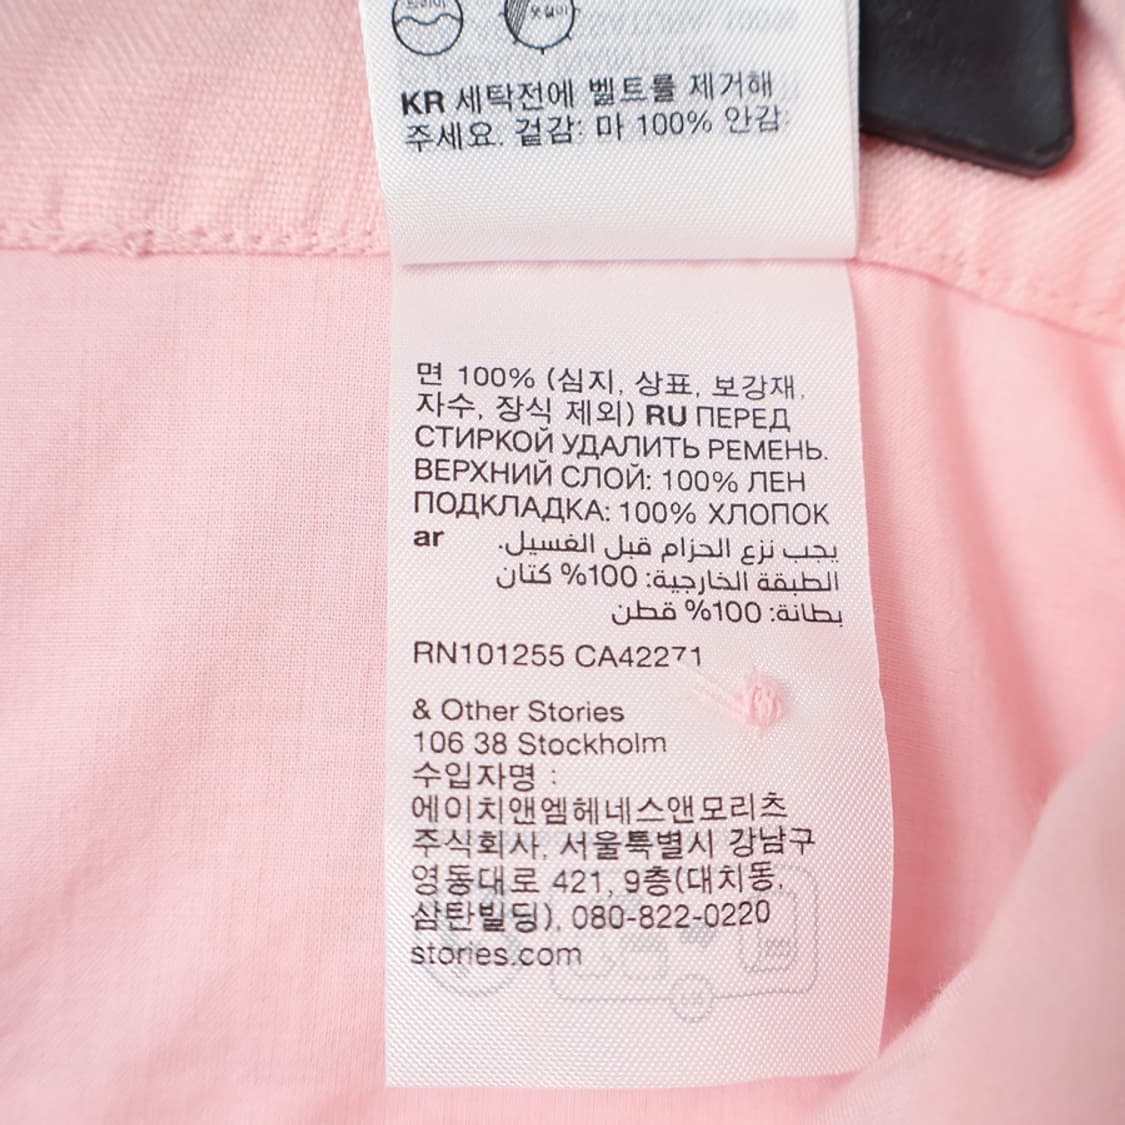 드라이
옷걸이
KR 세탁전에 벨트를 제거해
주세요. 겉감: 마 100% 안감:
면 100% (심지, 상표, 보강재,
자수, 장식 제외) RU ПЕРЕД
СТИРКОЙ УДАЛИТЬ РЕМЕНЬ.
ВЕРХНИЙ СЛОЙ: 100% ЛЕН
ПОДКЛАДКА: 100% ХЛОПОК
ar يجب نزع الحزام قبل الغسيل.
الطبقة الخارجية: 100% كتان
بطانة: 100% قطن
RN101255 CA42271
& Other Stories
106 38 Stockholm
수입자명 :
에이치앤엠헤네스앤모리츠
주식회사, 서울특별시 강남구
영동대로 421, 9층(대치동,
삼탄빌딩), 080-822-0220
stories.com